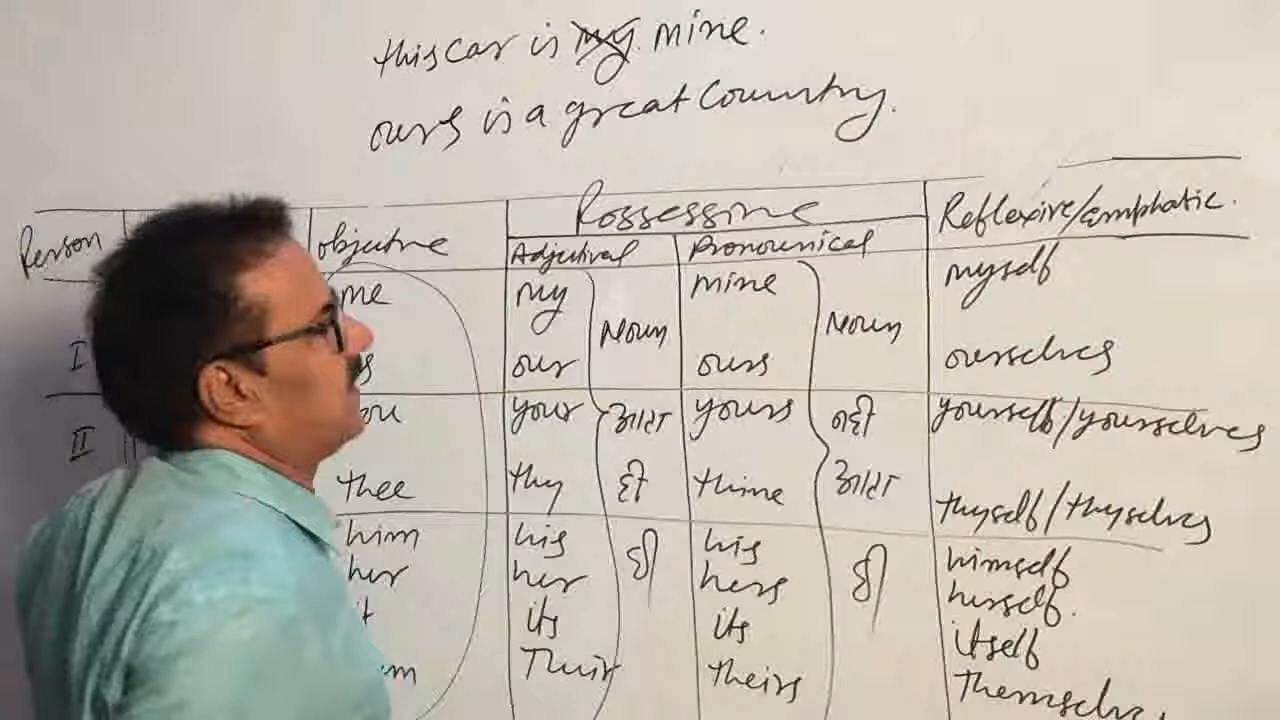 this car is my mine.
ours is a great country.
Person objective Possessive Reflexive/emphatic.
Adjectival Pronounical
me my mine myself
Noun Noun
I our ours ourselves
II your आता yours नहीं yourself/yourselves
thee thy है thine आता thyself/thyselves
him his his himself
her her hers herself.
it its its itself
Their Theirs Themselves